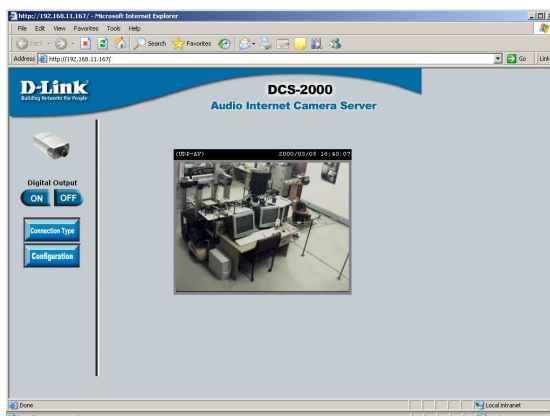 http://192.168.11.167/ - Microsoft Internet Explorer
File Edit View Favorites Tools Help
Back Search Favorites
Address http://192.168.11.167/ Go Link
D-Link
Building Networks for People
DCS-2000
Audio Internet Camera Server
(UDP-AV) 2000/03/05 16:40:07
Digital Output
ON OFF
Connection Type
Configuration
Done Local intranet